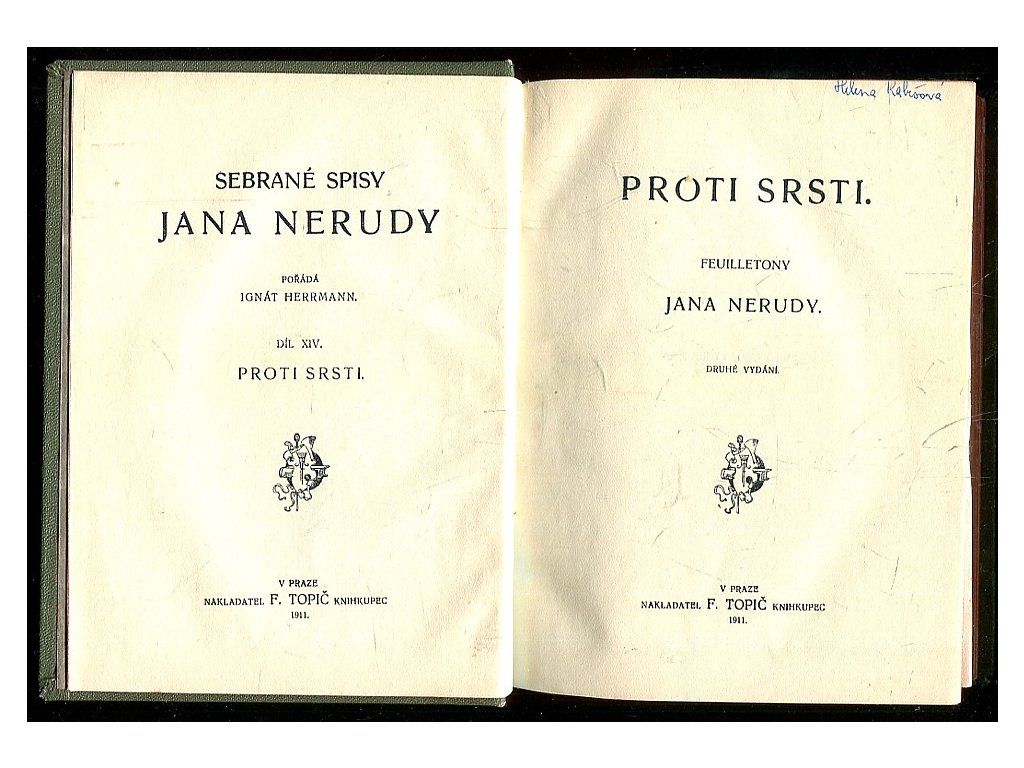 SEBRANÉ SPISY
JANA NERUDY
POŘÁDÁ
IGNÁT HERRMANN.
DÍL XIV.
PROTI SRSTI.
V PRAZE
NAKLADATEL F. TOPIČ KNIHKUPEC
1911.
Helena
PROTI SRSTI.
FEUILLETONY
JANA NERUDY.
DRUHÉ VYDÁNÍ.
V PRAZE
NAKLADATEL F. TOPIČ KNIHKUPEC
1911.